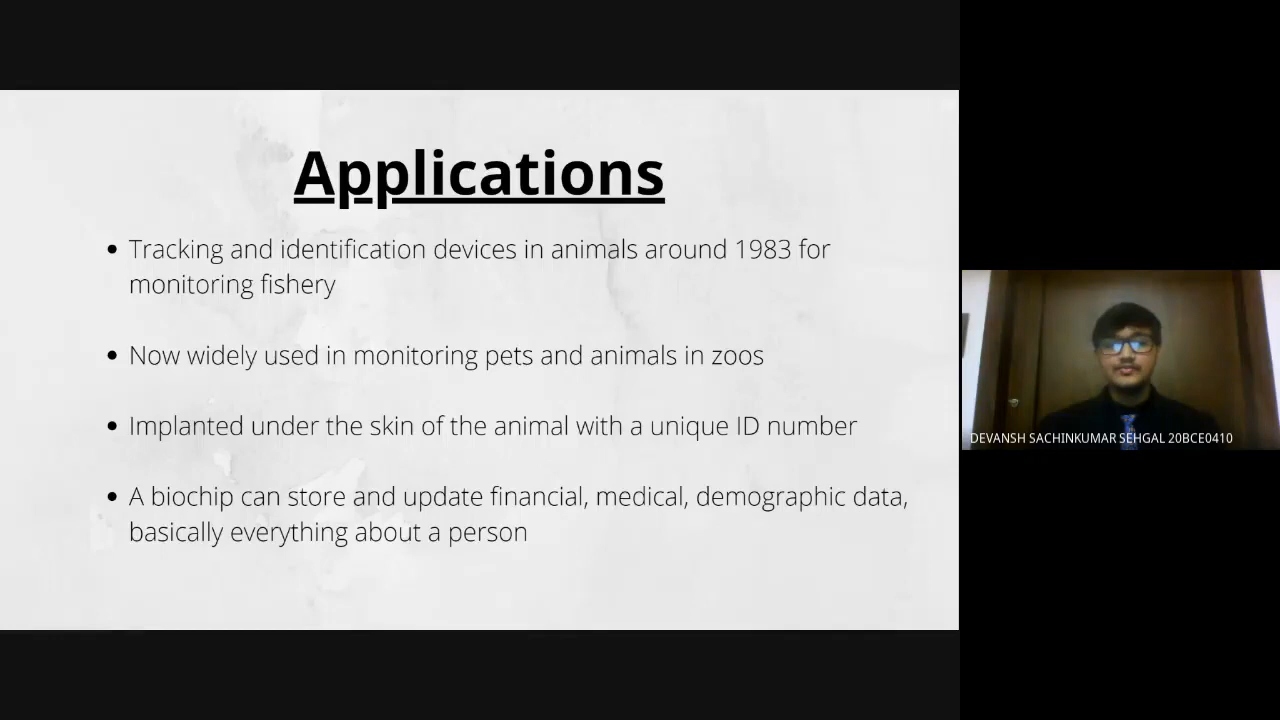 Applications
Tracking and identification devices in animals around 1983 for
monitoring fishery
Now widely used in monitoring pets and animals in zoos
Implanted under the skin of the animal with a unique ID number
A biochip can store and update financial, medical, demographic data,
basically everything about a person
DEVANSH SACHINKUMAR SEHGAL 20BCE0410